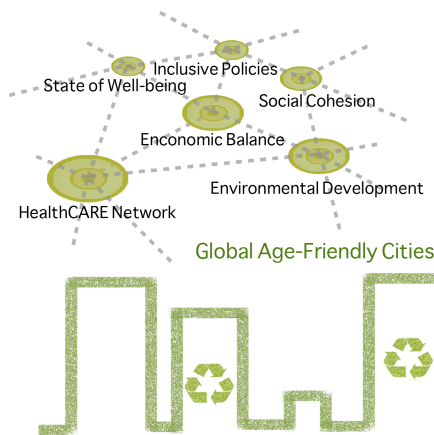 Inclusive Policies
State of Well-being
Social Cohesion
Enconomic Balance
Environmental Development
HealthCARE Network
Global Age-Friendly Cities